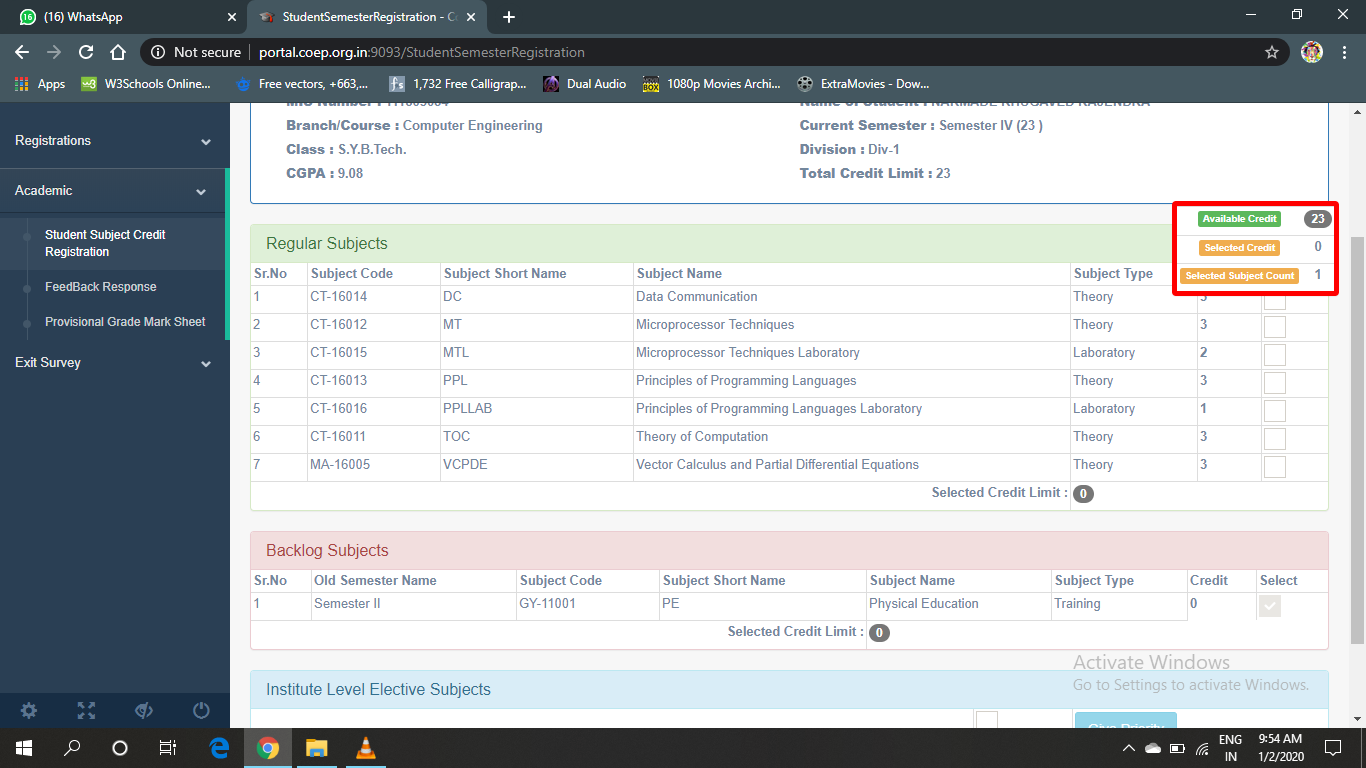 16 (16) WhatsApp
StudentSemesterRegistration - Co
Not secure portal.coep.org.in:9093/StudentSemesterRegistration
Apps W3Schools Online... Free vectors, +663,... fs 1,732 Free Calligrap... Dual Audio BOX 1080p Movies Archi... ExtraMovies - Dow...
Registrations
Academic
Student Subject Credit
Registration
FeedBack Response
Provisional Grade Mark Sheet
Exit Survey
Branch/Course : Computer Engineering Current Semester : Semester IV (23 )
Class : S.Y.B.Tech. Division : Div-1
CGPA : 9.08 Total Credit Limit : 23
Available Credit 23
Selected Credit 0
Selected Subject Count 1
Regular Subjects
Sr.No Subject Code Subject Short Name Subject Name Subject Type
1 CT-16014 DC Data Communication Theory 3
2 CT-16012 MT Microprocessor Techniques Theory 3
3 CT-16015 MTL Microprocessor Techniques Laboratory Laboratory 2
4 CT-16013 PPL Principles of Programming Languages Theory 3
5 CT-16016 PPLLAB Principles of Programming Languages Laboratory Laboratory 1
6 CT-16011 TOC Theory of Computation Theory 3
7 MA-16005 VCPDE Vector Calculus and Partial Differential Equations Theory 3
Selected Credit Limit : 0
Backlog Subjects
Sr.No Old Semester Name Subject Code Subject Short Name Subject Name Subject Type Credit Select
1 Semester II GY-11001 PE Physical Education Training 0
Selected Credit Limit : 0
Institute Level Elective Subjects
Give Priority
Activate Windows
Go to Settings to activate Windows.
ENG
IN
9:54 AM
1/2/2020